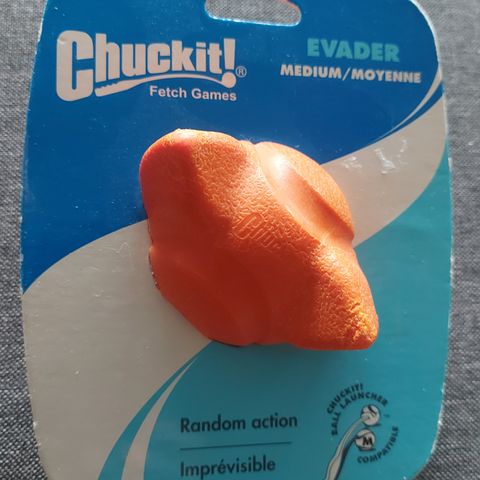 Chuckit!®
Fetch Games
EVADER
MEDIUM/MOYENNE
Random action
Imprévisible
CHUCKIT!
BALL LAUNCHER
M
COMPATIBLE